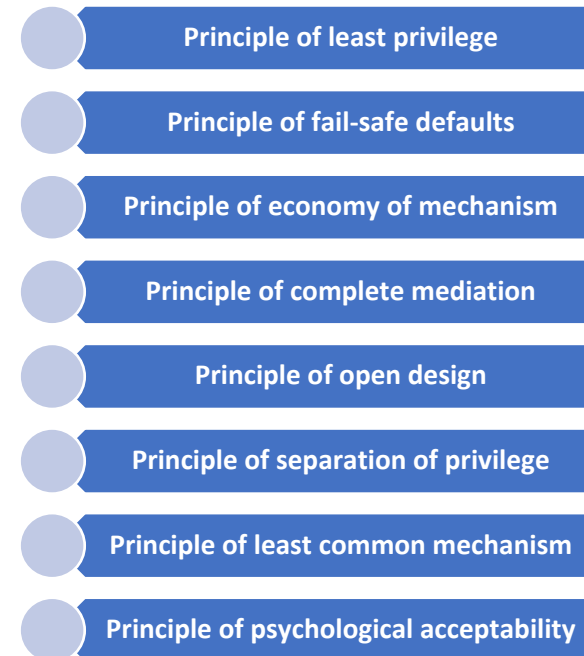 Principle of least privilege
Principle of fail-safe defaults
Principle of economy of mechanism
Principle of complete mediation
Principle of open design
Principle of separation of privilege
Principle of least common mechanism
Principle of psychological acceptability